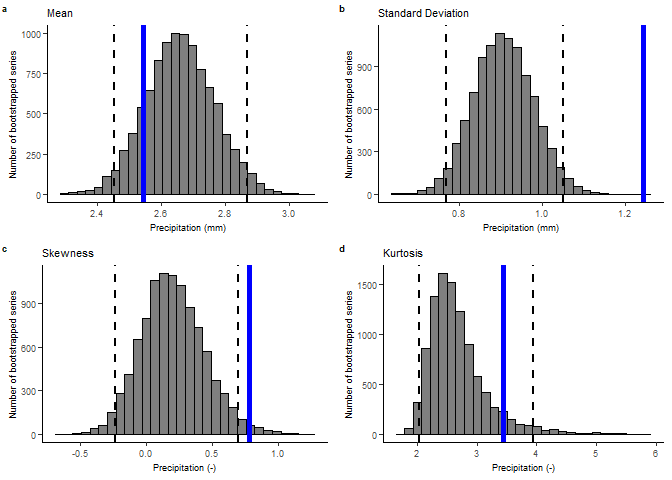 a
Mean
Number of bootstrapped series
1000
750
500
250
0
2.4 2.6 2.8 3.0
Precipitation (mm)
b
Standard Deviation
Number of bootstrapped series
900
600
300
0
0.8 1.0 1.2
Precipitation (mm)
c
Skewness
Number of bootstrapped series
900
600
300
0
-0.5 0.0 0.5 1.0
Precipitation (-)
d
Kurtosis
Number of bootstrapped series
1500
1000
500
0
2 3 4 5 6
Precipitation (-)